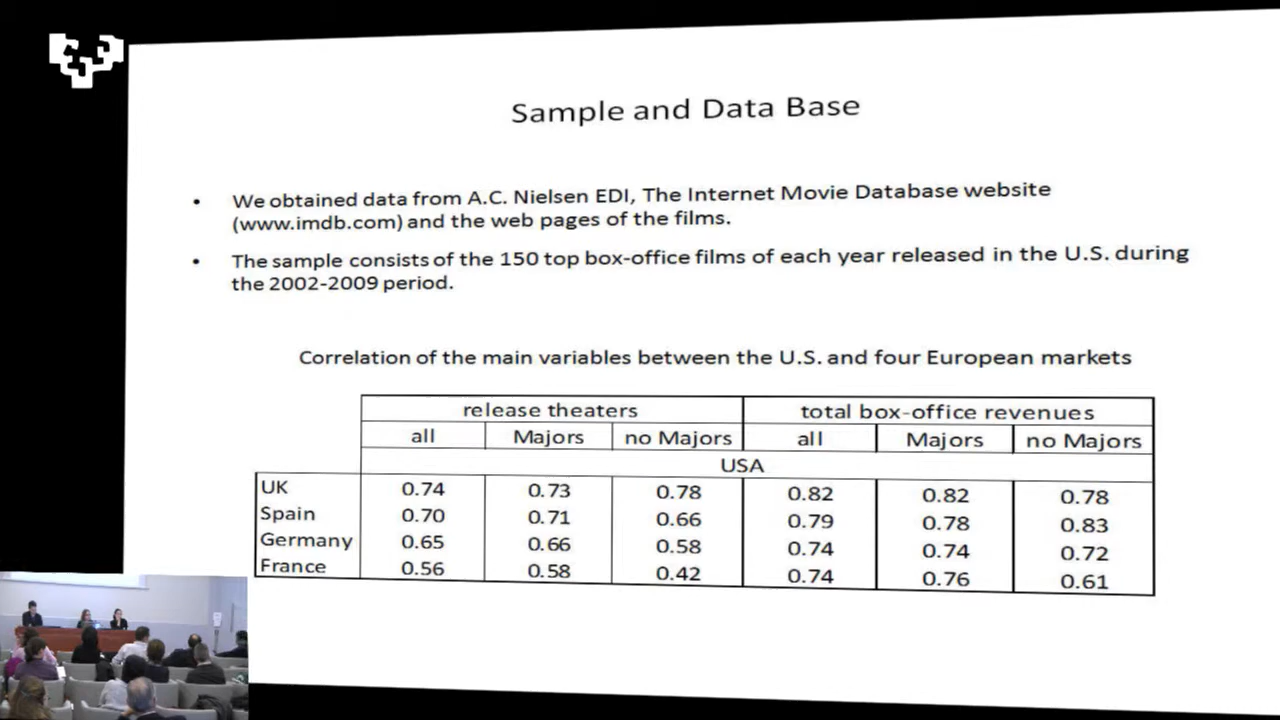 Sample and Data Base
• We obtained data from A.C. Nielsen EDI, The Internet Movie Database website
(www.imdb.com) and the web pages of the films.
• The sample consists of the 150 top box-office films of each year released in the U.S. during
the 2002-2009 period.
Correlation of the main variables between the U.S. and four European markets
release theaters total box-office revenues
all Majors no Majors all Majors no Majors
USA
UK 0.74 0.73 0.78 0.82 0.82 0.78
Spain 0.70 0.71 0.66 0.79 0.78 0.83
Germany 0.65 0.66 0.58 0.74 0.74 0.72
France 0.56 0.58 0.42 0.74 0.76 0.61